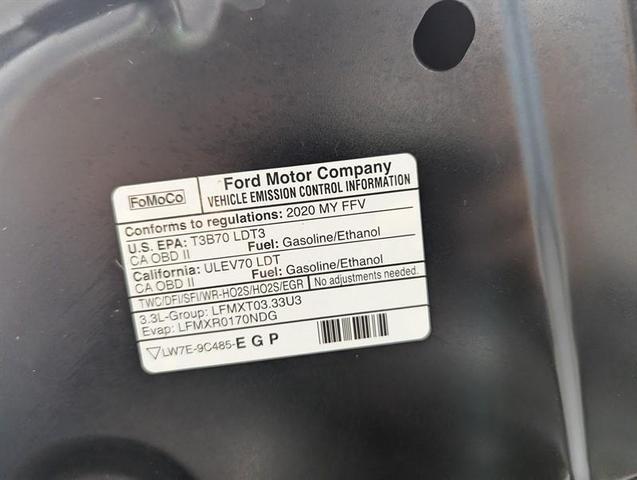 FoMoCo
Ford Motor Company
VEHICLE EMISSION CONTROL INFORMATION
Conforms to regulations: 2020 MY FFV
U.S. EPA: T3B70 LDT3
CA OBD II Fuel: Gasoline/Ethanol
California: ULEV70 LDT
CA OBD II Fuel: Gasoline/Ethanol
TWC/DFI/SFI/WR-HO2S/HO2S/EGR No adjustments needed.
3.3L-Group: LFMXT03.33U3
Evap: LFMXR0170NDG
LW7E-9C485-EGP